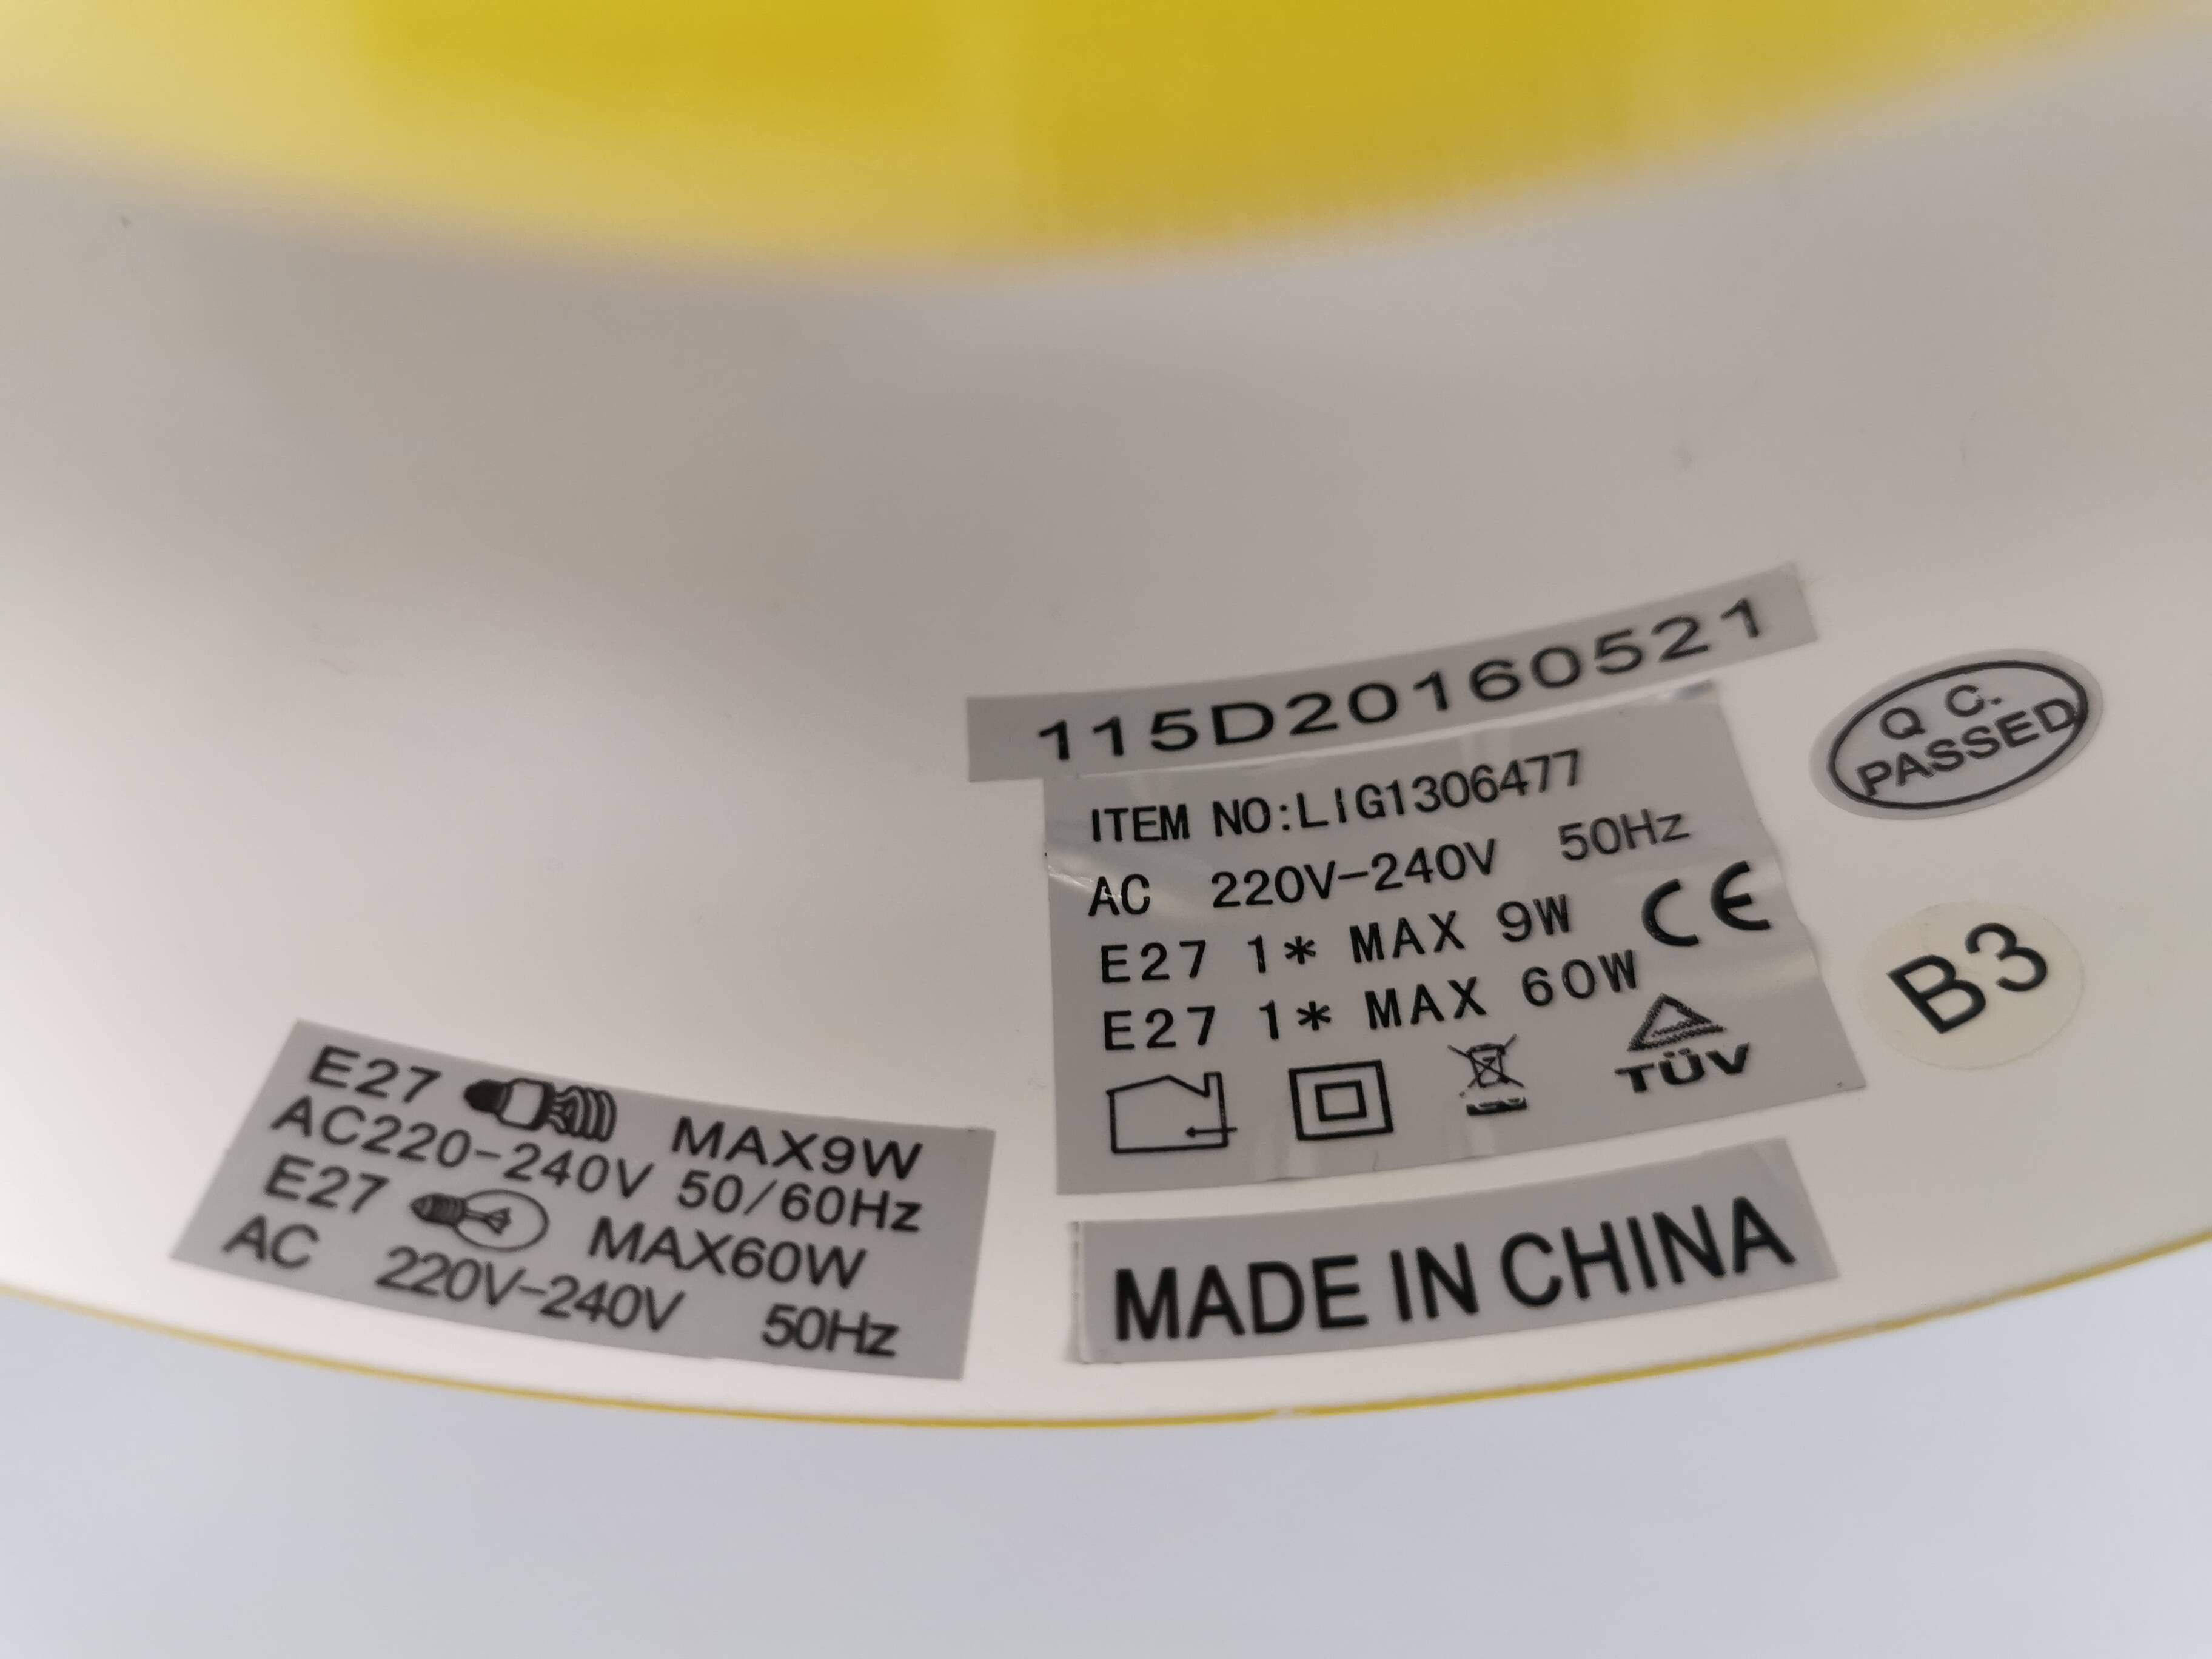 115D20160521
ITEM NO:LIG1306477
AC 220V-240V 50Hz
E27 1* MAX 9W
CE
E27 1* MAX 60W
TÜV
MADE IN CHINA
Q C.
PASSED
B3
E27 MAX9W
AC220-240V 50/60Hz
E27 MAX60W
AC 220V-240V 50Hz